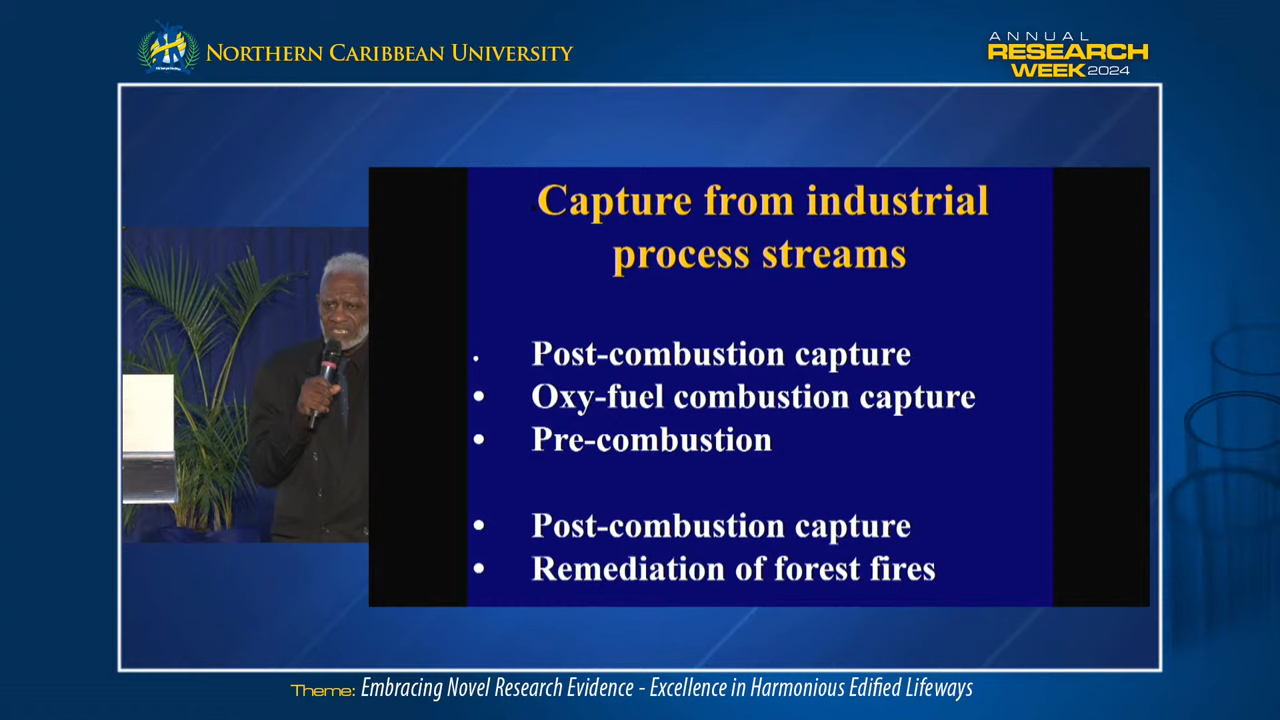 NORTHERN CARIBBEAN UNIVERSITY
ANNUAL
RESEARCH
WEEK 2024
Capture from industrial
process streams
• Post-combustion capture
• Oxy-fuel combustion capture
• Pre-combustion
• Post-combustion capture
• Remediation of forest fires
Theme: Embracing Novel Research Evidence - Excellence in Harmonious Edified Lifeways